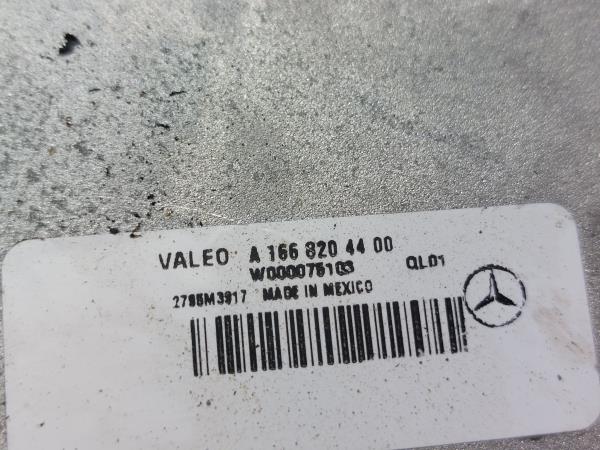 VALEO A 166 820 44 00
W000075103 QL01
2795M3917 MADE IN MEXICO